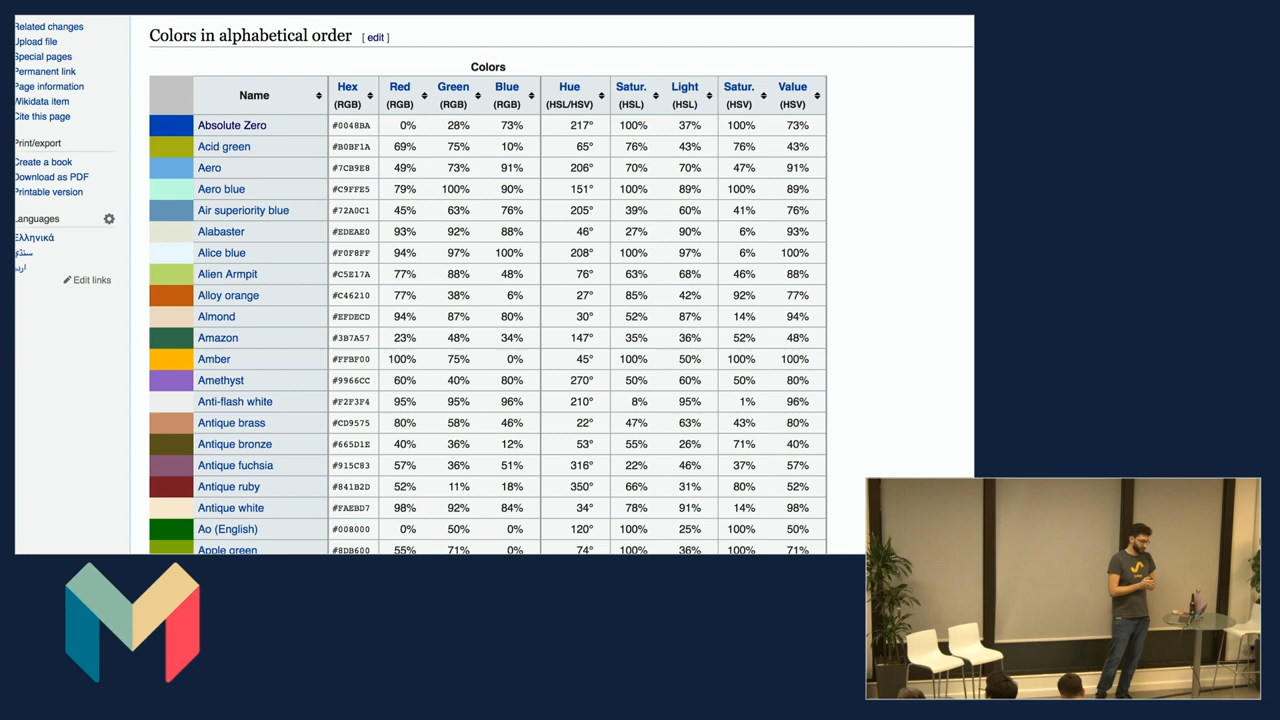 Related changes
Upload file
Special pages
Permanent link
Page information
Wikidata item
Cite this page
Print/export
Create a book
Download as PDF
Printable version
Languages
Ελληνικά
سنڌي
اردو
Edit links
Colors in alphabetical order [ edit ]
Colors
Name Hex (RGB) Red (RGB) Green (RGB) Blue (RGB) Hue (HSL/HSV) Satur. (HSL) Light (HSL) Satur. (HSV) Value (HSV)
Absolute Zero #0048BA 0% 28% 73% 217° 100% 37% 100% 73%
Acid green #B0BF1A 69% 75% 10% 65° 76% 43% 76% 43%
Aero #7CB9E8 49% 73% 91% 206° 70% 70% 47% 91%
Aero blue #C9FFE5 79% 100% 90% 151° 100% 89% 100% 89%
Air superiority blue #72A0C1 45% 63% 76% 205° 39% 60% 41% 76%
Alabaster #EDEAE0 93% 92% 88% 46° 27% 90% 6% 93%
Alice blue #F0F8FF 94% 97% 100% 208° 100% 97% 6% 100%
Alien Armpit #C5E17A 77% 88% 48% 76° 63% 68% 46% 88%
Alloy orange #C46210 77% 38% 6% 27° 85% 42% 92% 77%
Almond #EFDECD 94% 87% 80% 30° 52% 87% 14% 94%
Amazon #3B7A57 23% 48% 34% 147° 35% 36% 52% 48%
Amber #FFBF00 100% 75% 0% 45° 100% 50% 100% 100%
Amethyst #9966CC 60% 40% 80% 270° 50% 60% 50% 80%
Anti-flash white #F2F3F4 95% 95% 96% 210° 8% 95% 1% 96%
Antique brass #CD9575 80% 58% 46% 22° 47% 63% 43% 80%
Antique bronze #665D1E 40% 36% 12% 53° 55% 26% 71% 40%
Antique fuchsia #915C83 57% 36% 51% 316° 22% 46% 37% 57%
Antique ruby #841B2D 52% 11% 18% 350° 66% 31% 80% 52%
Antique white #FAEBD7 98% 92% 84% 34° 78% 91% 14% 98%
Ao (English) #008000 0% 50% 0% 120° 100% 25% 100% 50%
Apple green #8DB600 55% 71% 0% 74° 100% 36% 100% 71%